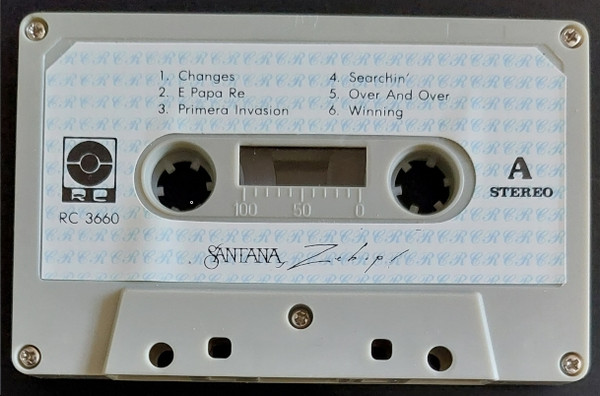 1. Changes
2. E Papa Re
3. Primera Invasion
4. Searchin'
5. Over And Over
6. Winning
RC
RC 3660
100 50 0
A
STEREO
SANTANA Zebop!